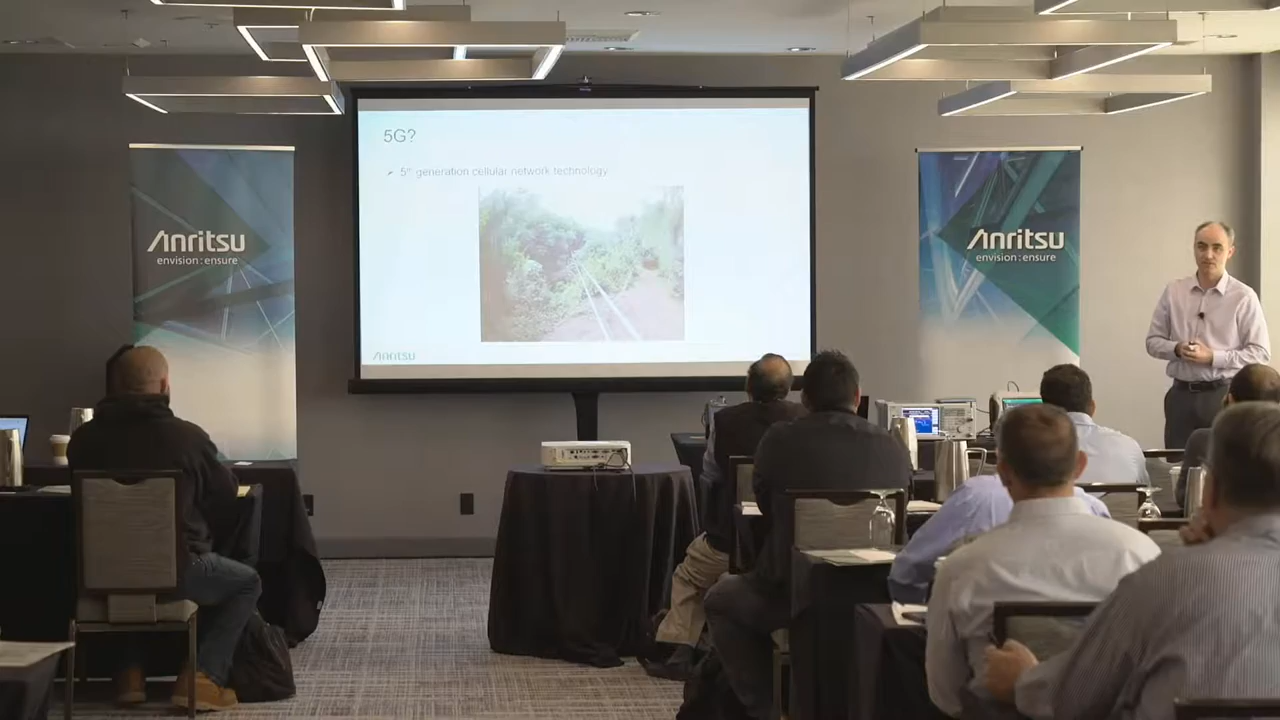 5G?
5th generation cellular network technology
Anritsu
Anritsu
envision : ensure
Anritsu
envision : ensure